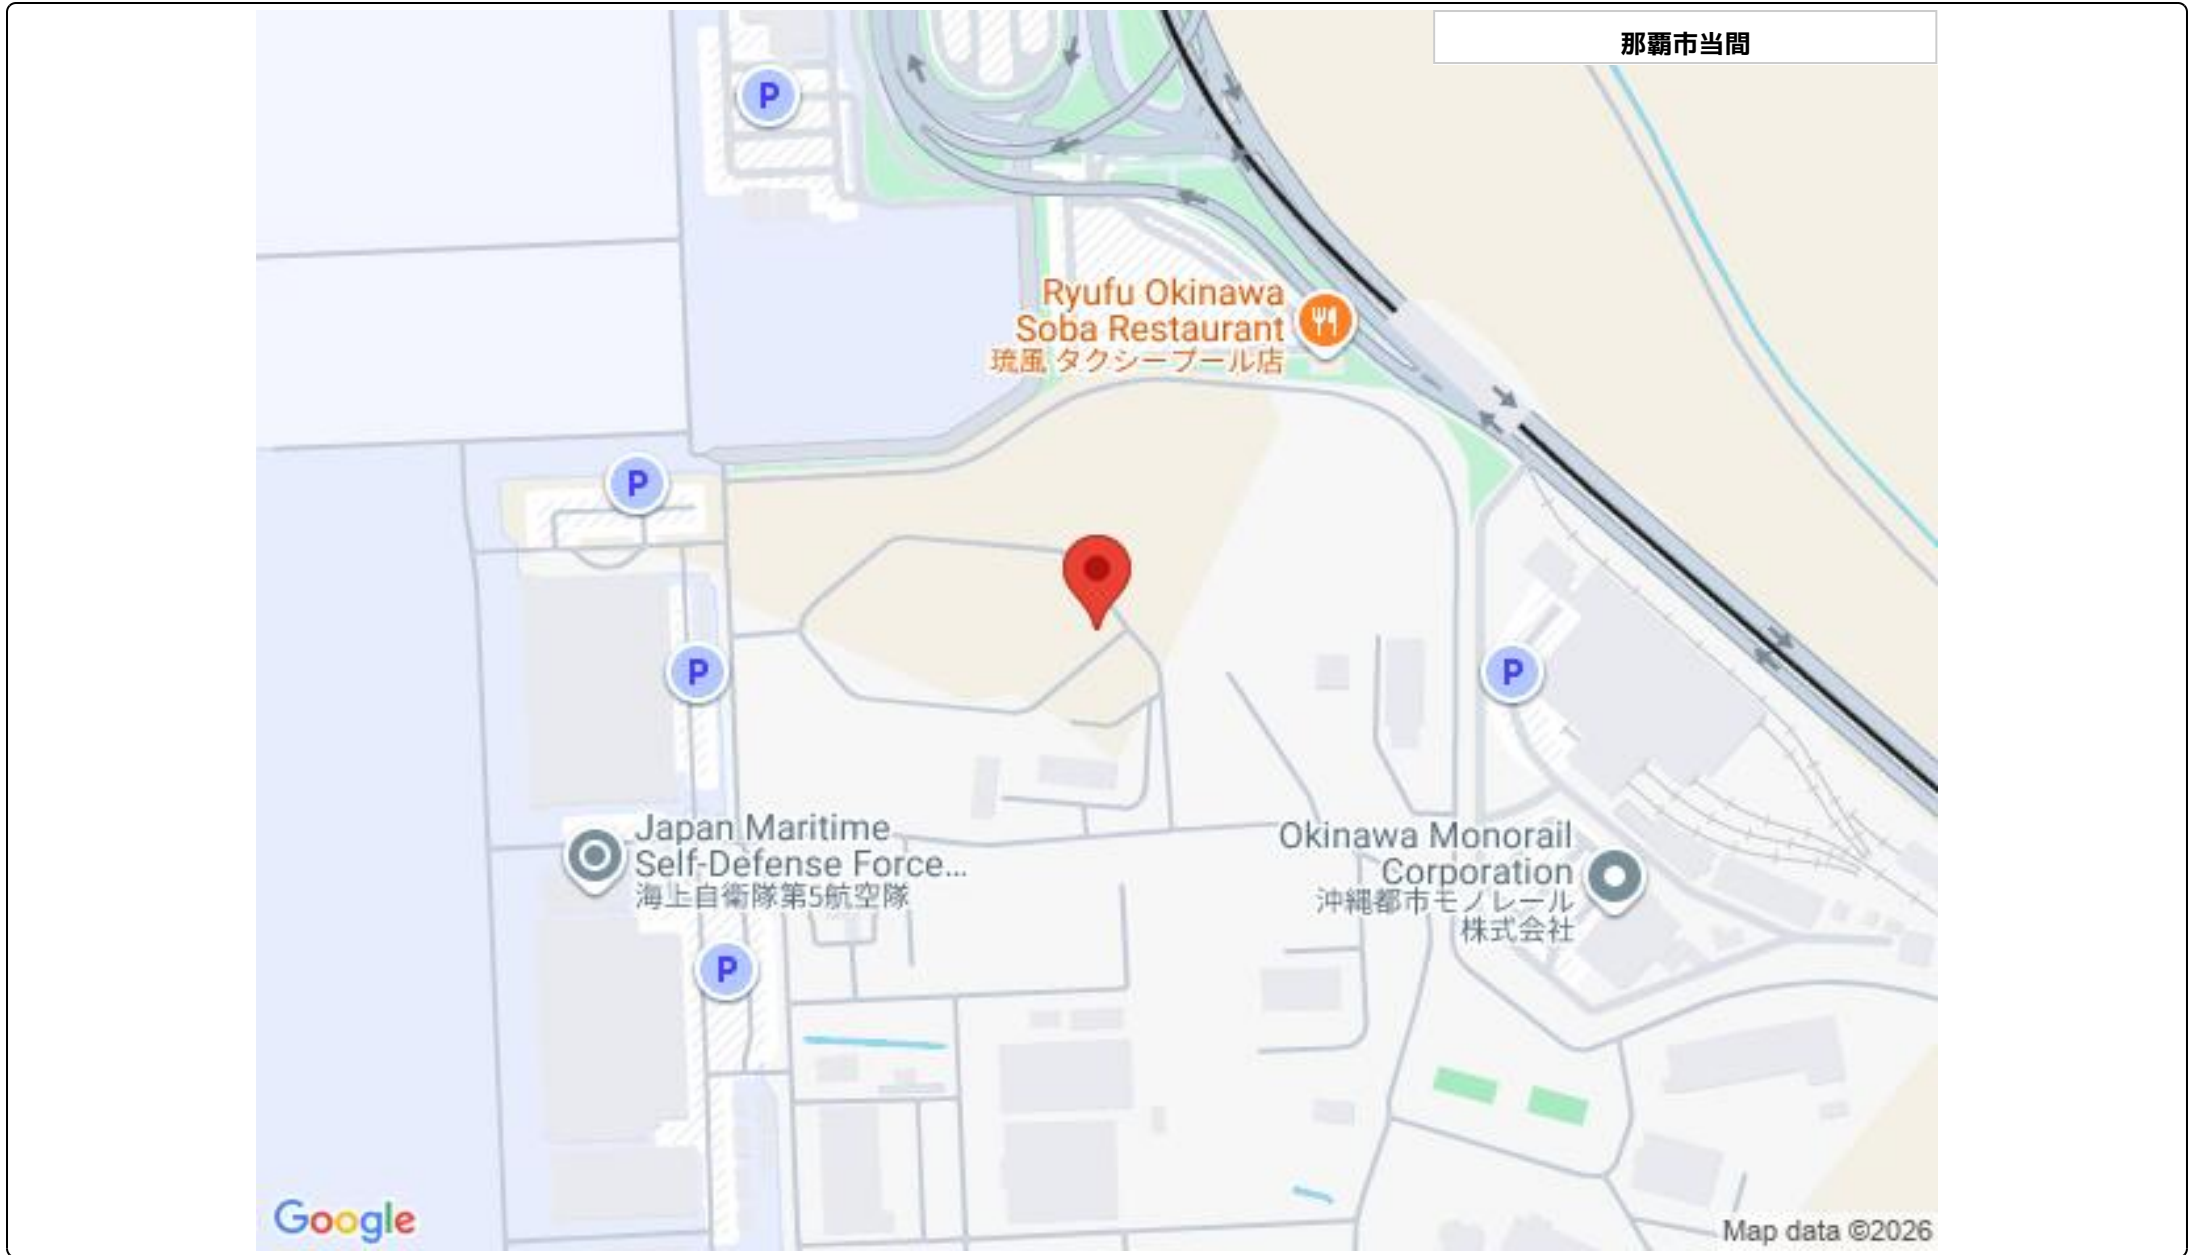 那覇市当間
P
Ryufu Okinawa
Soba Restaurant
琉風 タクシープール店
P
P
P
Japan Maritime
Self-Defense Force...
海上自衛隊第5航空隊
Okinawa Monorail
Corporation
沖縄都市モノレール
株式会社
P
Google
Map data ©2026